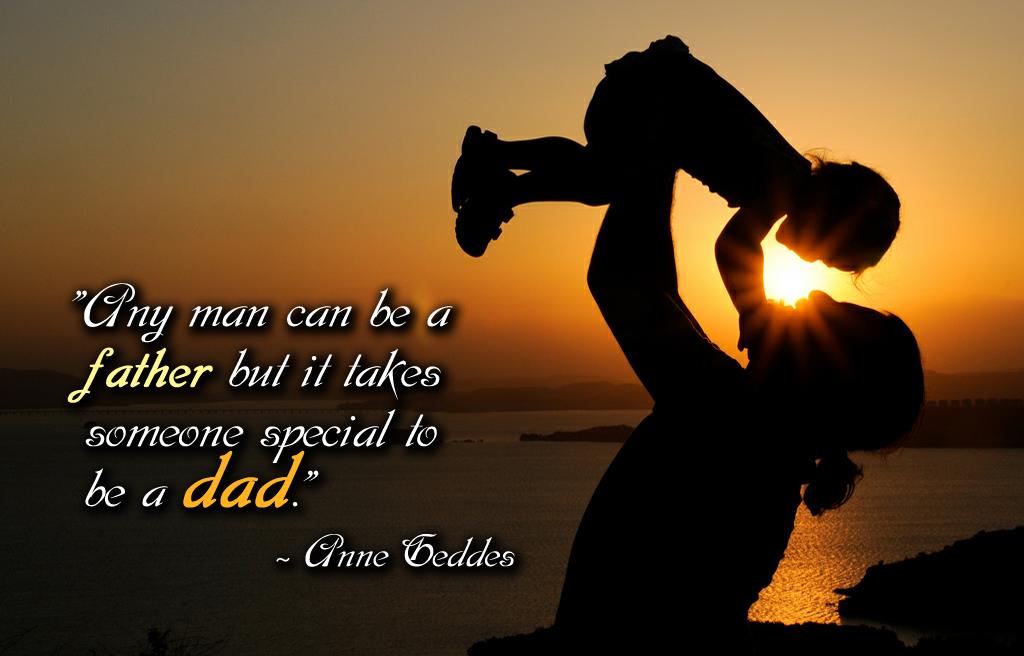 "Any man can be a
father but it takes
someone special to
be a dad."
~ Anne Geddes